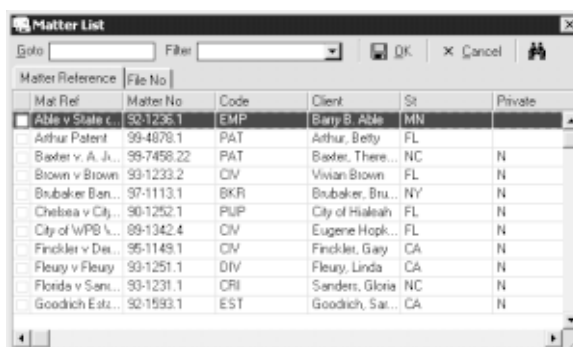 Matter List
Goto Filter OK Cancel
Matter Reference File No
Mat Ref Matter No Code Client St Private
Able v State c... 92-1236.1 EMP Barry B. Able MN
Arthur Patent 99-4878.1 PAT Arthur, Betty FL
Baxter v. A. Ju... 99-7458.22 PAT Baxter, There... NC N
Brown v Brown 93-1233.2 CIV Vivian Brown FL N
Brubaker Ban... 97-1113.1 BKR Brubaker, Bru... NY N
Chelsea v City... 90-1252.1 PUP City of Hialeah FL N
City of WPB v... 89-1342.4 CIV Eugene Hopk... FL N
Finckler v Der... 95-1149.1 CIV Finckler, Gary CA N
Fleury v Fleury 93-1251.1 DIV Fleury, Linda CA N
Florida v San... 93-1231.1 CRI Sanders, Gloria NC N
Goodrich Esta... 92-1593.1 EST Goodrich, Sar... CA N